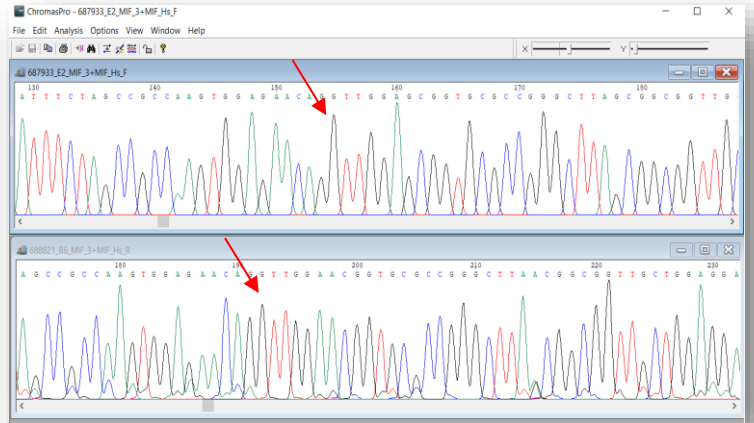 ChromasPro - 687933_E2_MIF_3+MIF_Hs_F
File Edit Analysis Options View Window Help
X Y
687933_E2_MIF_3+MIF_Hs_F
130 140 150 160 170 180
A T T T C T A G C C G C C A A G T G G A G A A C A G G T T G G A G C G G T G C G C C G G G C T T A G C G G C G G T T G
688821_B6_MIF_3+MIF_Hs_R
180 190 200 210 220 230
A G C C G C C A A G T G G A G A A C A G G T T G G A A C G G T G C G C C G G G C T T A A C G G C G G T T G C T G G A G G A